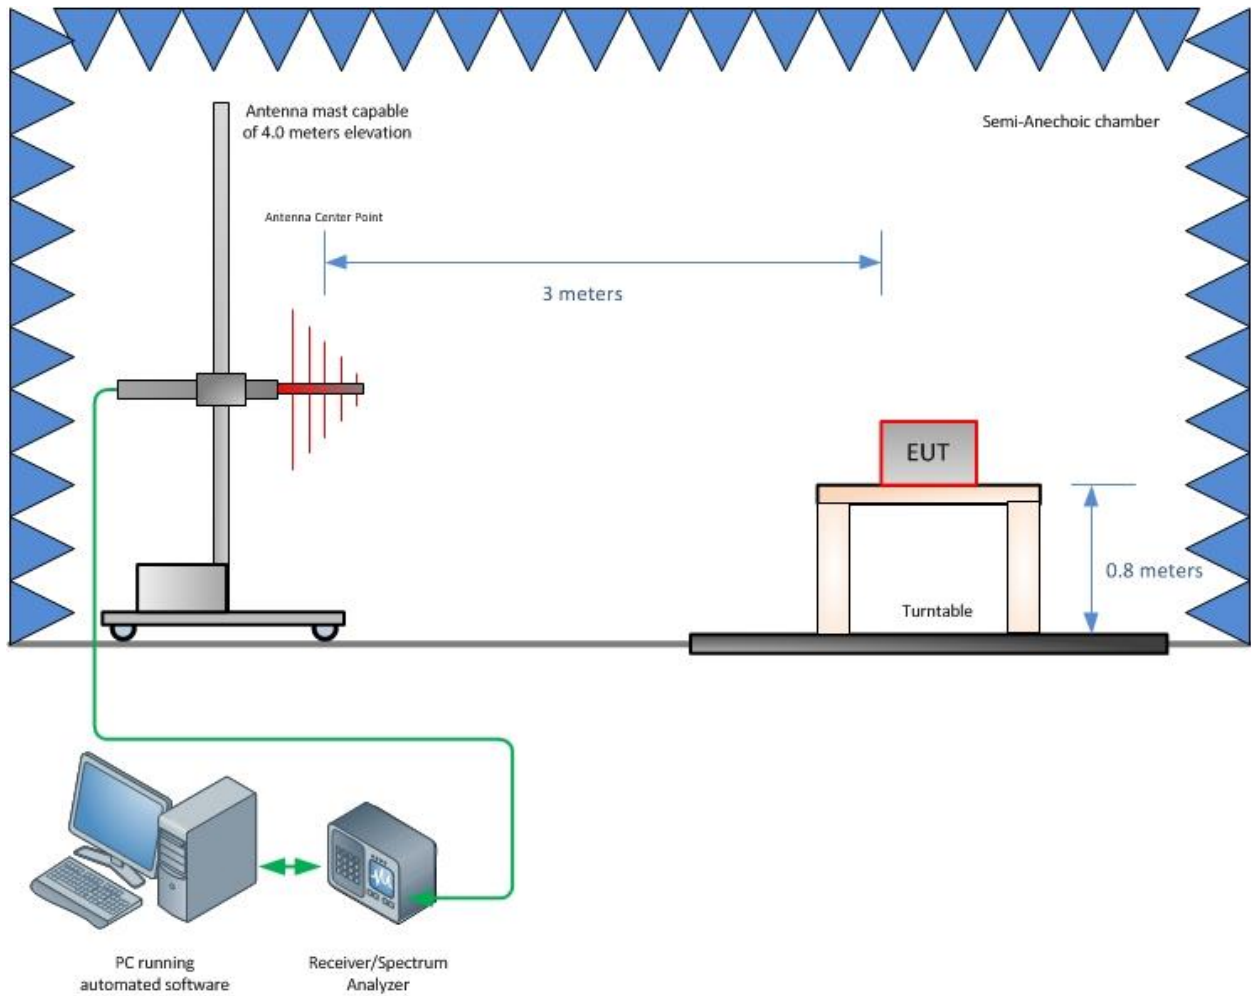 Antenna mast capable
of 4.0 meters elevation
Semi-Anechoic chamber
Antenna Center Point
3 meters
EUT
0.8 meters
Turntable
PC running
automated software
Receiver/Spectrum
Analyzer